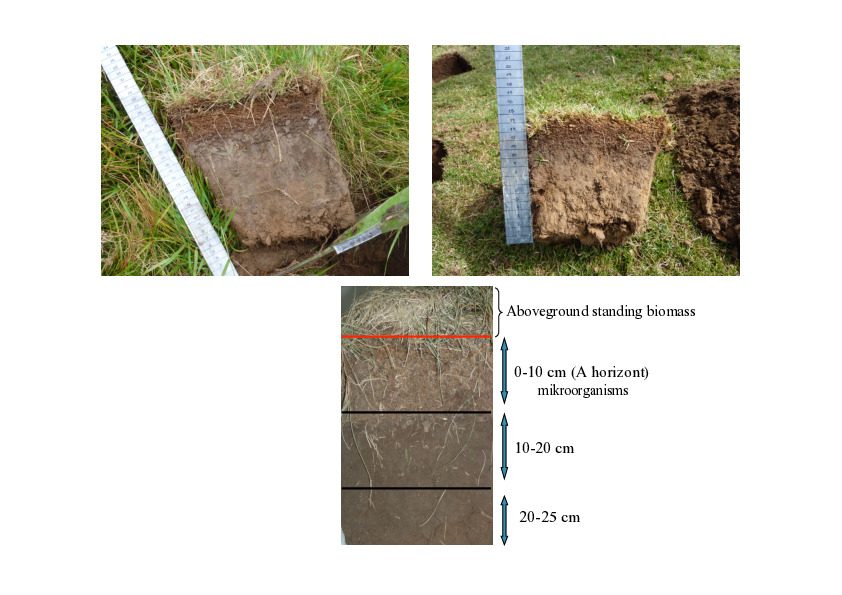 Aboveground standing biomass
0-10 cm (A horizont)
mikroorganisms
10-20 cm
20-25 cm